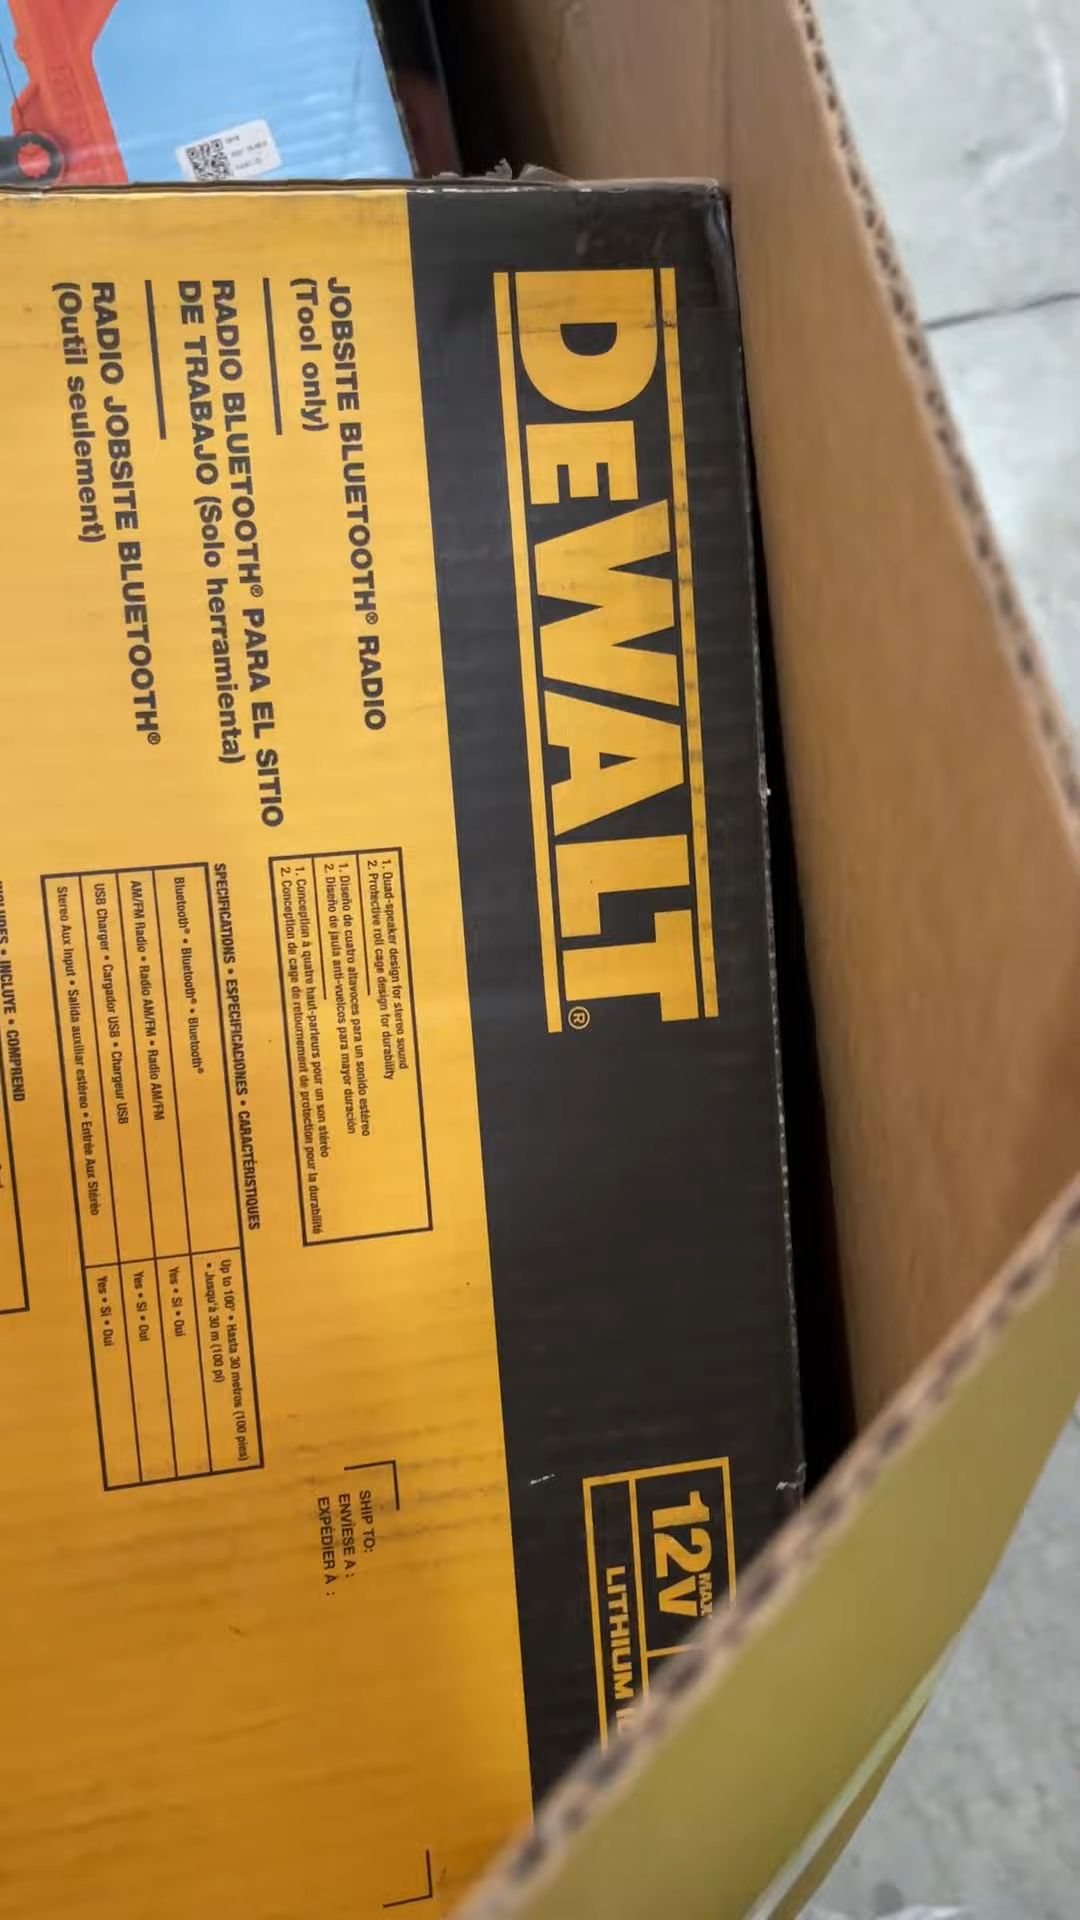 DEWALT®
JOBSITE BLUETOOTH® RADIO
(Tool only)
RADIO BLUETOOTH® PARA EL SITIO
DE TRABAJO (Solo herramienta)
RADIO JOBSITE BLUETOOTH®
(Outil seulement)
1. Quad-speaker design for stereo sound
2. Protective roll cage design for durability
1. Diseño de cuatro altavoces para un sonido estéreo
2. Diseño de jaula anti-vuelcos para mayor duración
1. Conception à quatre haut-parleurs pour un son stéréo
2. Conception de cage de retournement de protection pour la durabilité
SPECIFICATIONS • ESPECIFICACIONES • CARACTÉRISTIQUES
Bluetooth® • Bluetooth® • Bluetooth®
Up to 100' • Hasta 30 metros (100 pies)
• Jusqu'à 30 m (100 pi)
AM/FM Radio • Radio AM/FM • Radio AM/FM
Yes • Sí • Oui
USB Charger • Cargador USB • Chargeur USB
Yes • Sí • Oui
Stereo Aux Input • Salida auxiliar estéreo • Entrée Aux Stéréo
Yes • Sí • Oui
INCLUYE • COMPREND
SHIP TO:
ENVÍESE A :
EXPÉDIER À :
12V MAX
LITHIUM